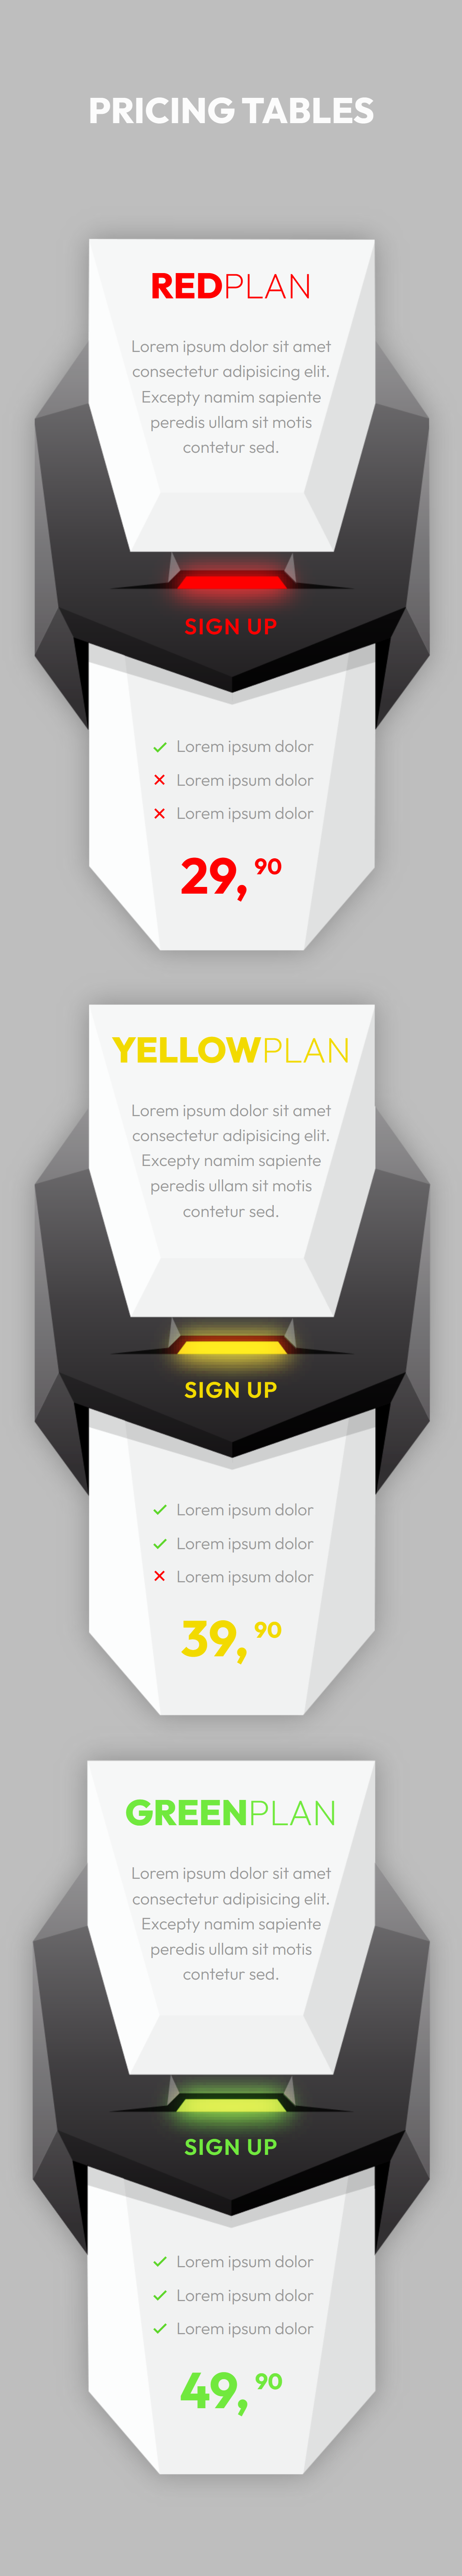 PRICING TABLES
REDPLAN
Lorem ipsum dolor sit amet
consectetur adipisicing elit.
Excepty namim sapiente
peredis ullam sit motis
contetur sed.
SIGN UP
Lorem ipsum dolor
Lorem ipsum dolor
Lorem ipsum dolor
29,90
YELLOWPLAN
Lorem ipsum dolor sit amet
consectetur adipisicing elit.
Excepty namim sapiente
peredis ullam sit motis
contetur sed.
SIGN UP
Lorem ipsum dolor
Lorem ipsum dolor
Lorem ipsum dolor
39,90
GREENPLAN
Lorem ipsum dolor sit amet
consectetur adipisicing elit.
Excepty namim sapiente
peredis ullam sit motis
contetur sed.
SIGN UP
Lorem ipsum dolor
Lorem ipsum dolor
Lorem ipsum dolor
49,90